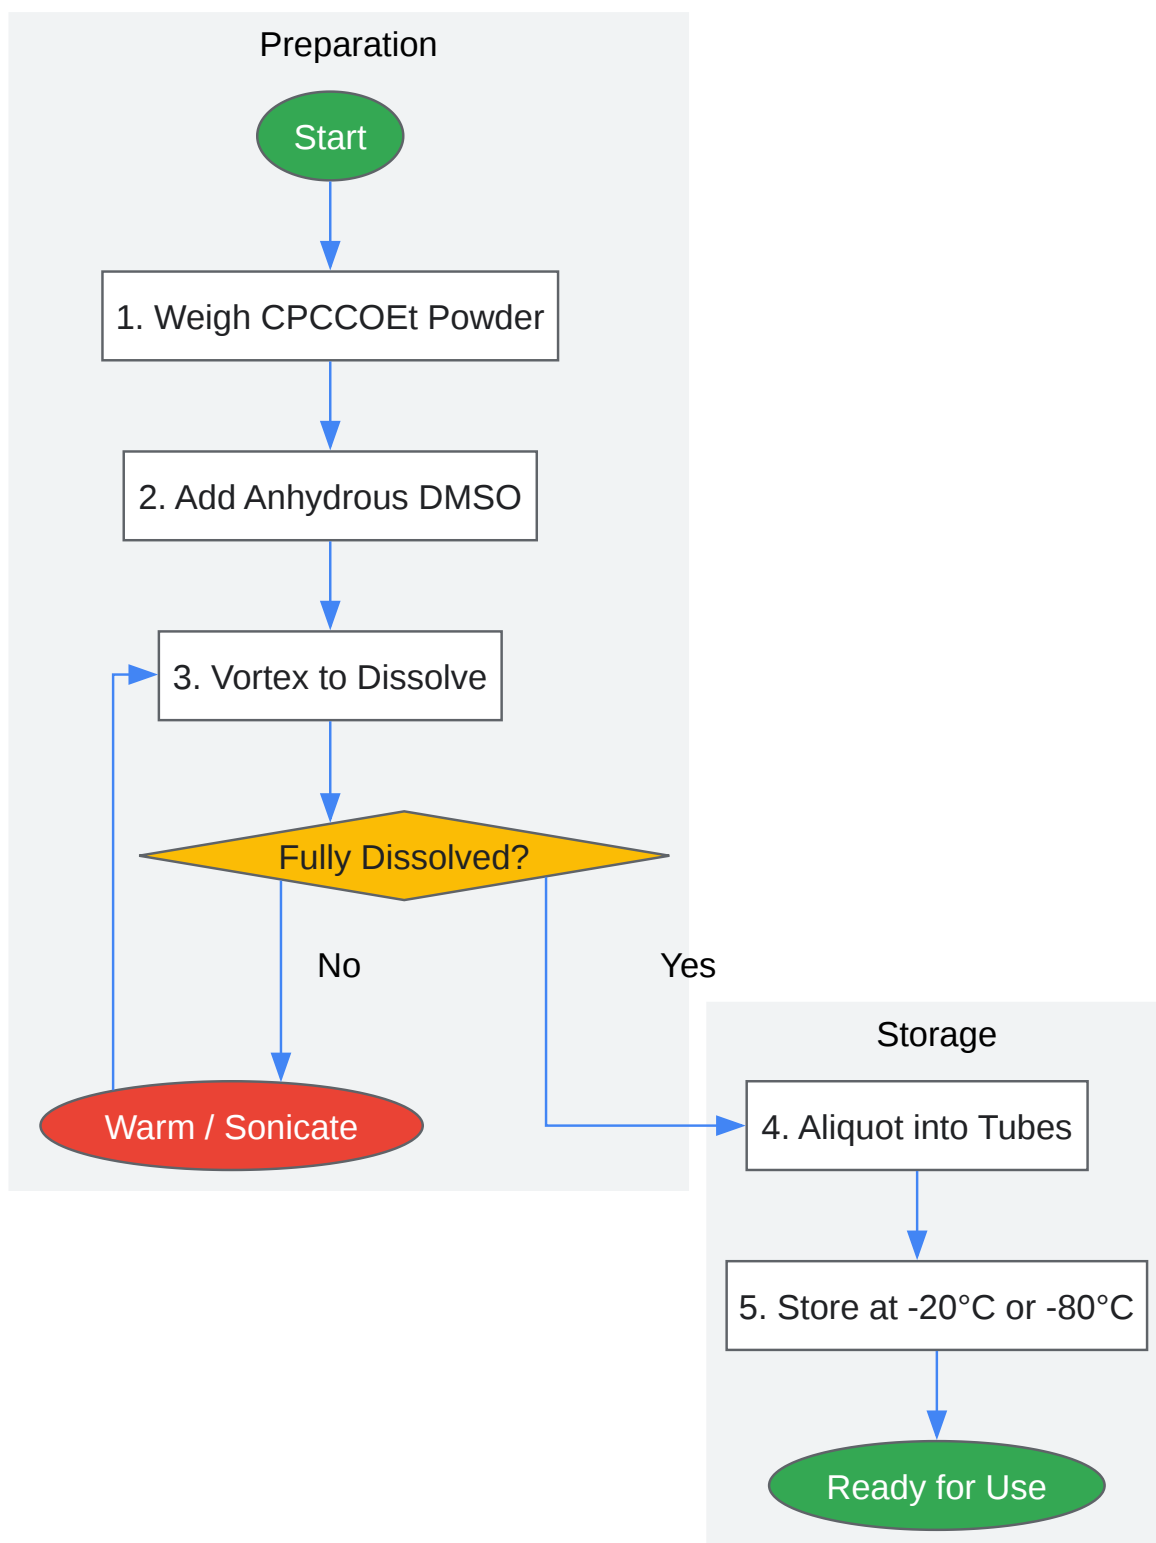 Preparation
Start
1. Weigh CPCCOEt Powder
2. Add Anhydrous DMSO
3. Vortex to Dissolve
Fully Dissolved?
No
Yes
Warm / Sonicate
Storage
4. Aliquot into Tubes
5. Store at -20°C or -80°C
Ready for Use